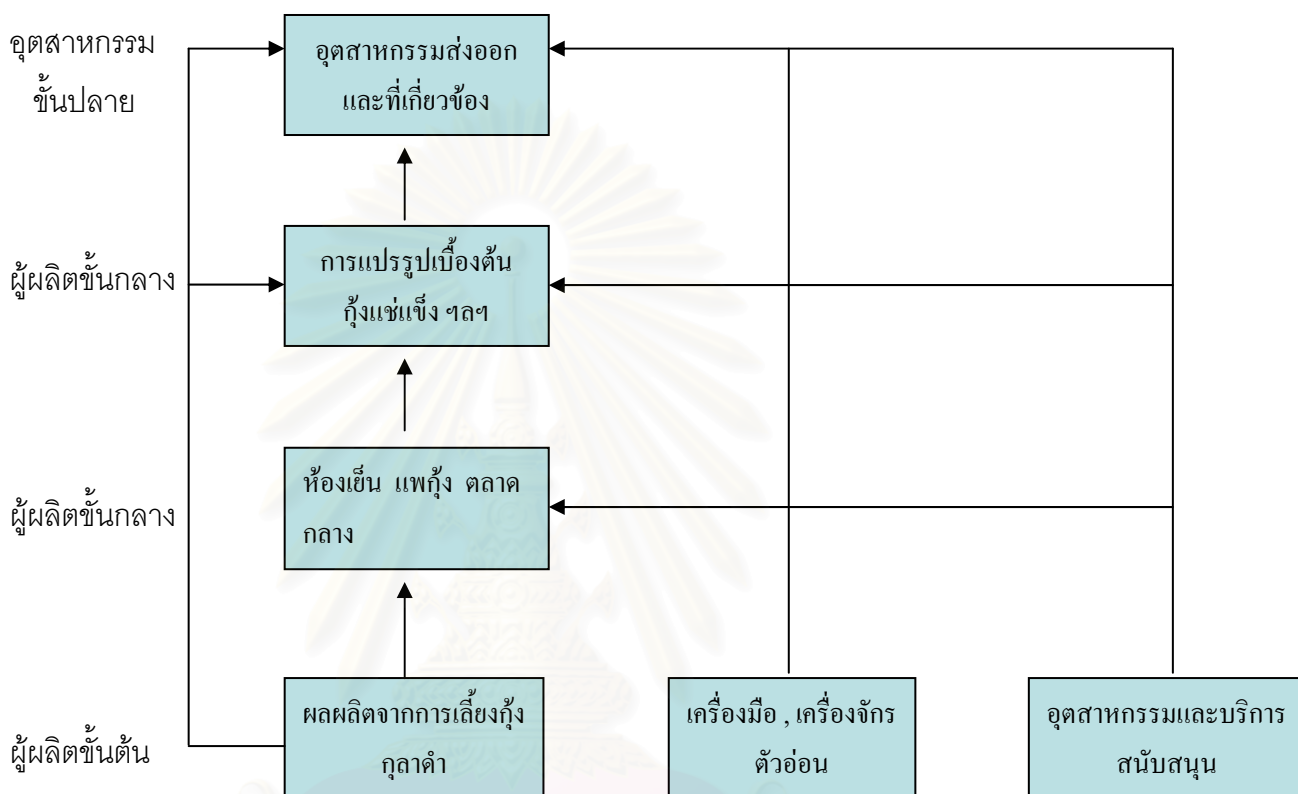 อุตสาหกรรม
ขั้นปลาย
อุตสาหกรรมส่งออก
และที่เกี่ยวข้อง
ผู้ผลิตขั้นกลาง
การแปรรูปเบื้องต้น
กุ้งแช่แข็ง ฯลฯ
ผู้ผลิตขั้นกลาง
ห้องเย็น แพกุ้ง ตลาด
กลาง
ผู้ผลิตขั้นต้น
ผลผลิตจากการเลี้ยงกุ้ง
กุลาดำ
เครื่องมือ , เครื่องจักร
ตัวอ่อน
อุตสาหกรรมและบริการ
สนับสนุน